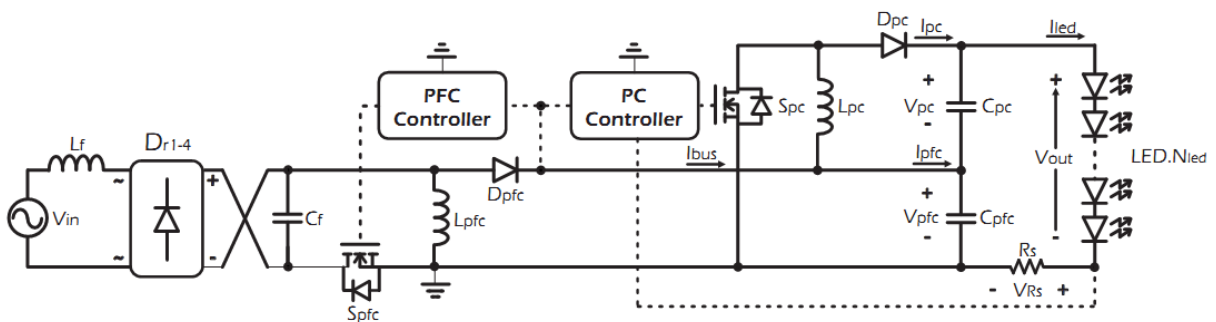 Dpc
Ipc
Iled
PFC
Controller
PC
Controller
Spc
Lpc
+
Vpc
-
Cpc
+
Vout
-
LED.Nled
Lf
Dr1-4
~
~
+
-
Vin
Cf
Lpfc
Dpfc
Ibus
Ipfc
+
Vpfc
-
Cpfc
Spfc
Rs
- VRs +